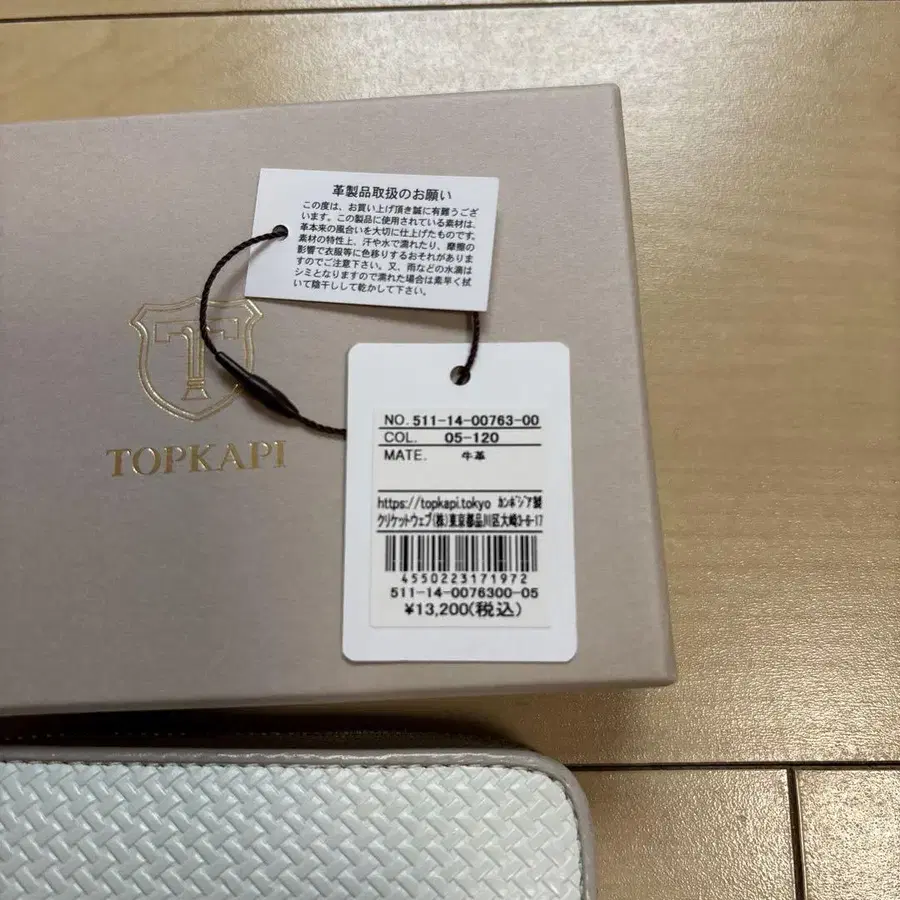 革製品取扱のお願い
この度は、お買い上げ頂き誠に有難うござ
います。この製品に使用されている素材は、
革本来の風合いを大切に仕上げたものです。
素材の特性上、汗や水で濡れたり、摩擦の
影響で衣服等に色移りするおそれがありま
すのでご注意下さい。又、雨などの水滴は
シミとなりますので濡れた場合は素早く拭
いて陰干しして乾かして下さい。
T
TOPKAPI
NO. 511-14-00763-00
COL. 05-120
MATE. 牛革
https://topkapi.tokyo カンボジア製
クリケットウェブ(株)東京都品川区大崎3-6-17
4550223171972
511-14-0076300-05
¥13,200(税込)